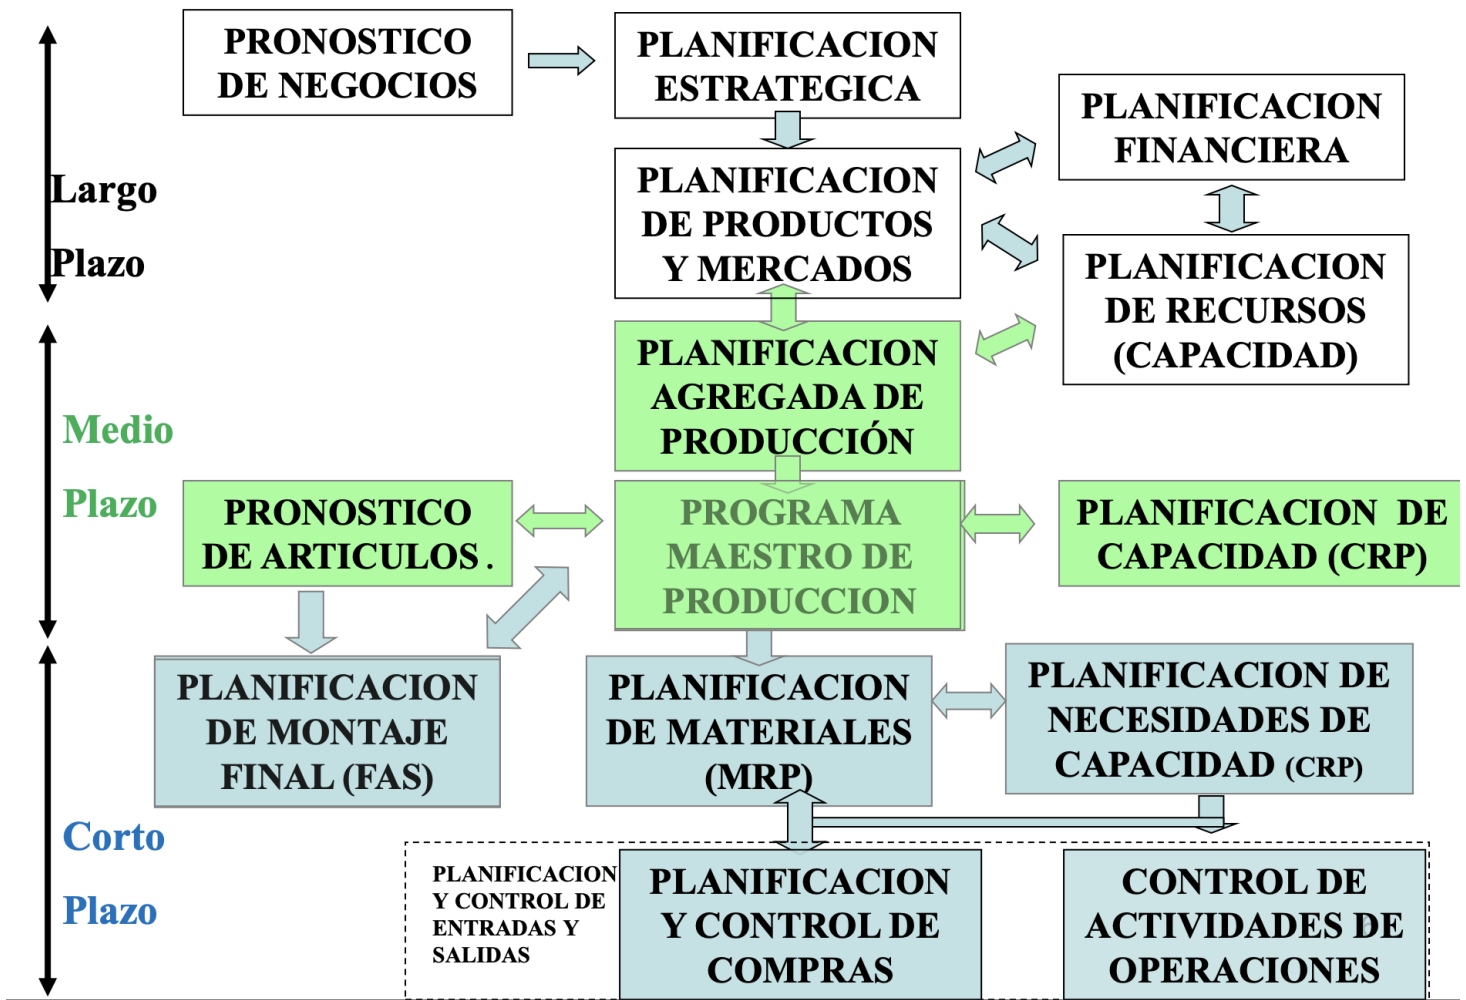 PRONOSTICO
DE NEGOCIOS
PLANIFICACION
ESTRATEGICA
PLANIFICACION
FINANCIERA
Largo
Plazo
PLANIFICACION
DE PRODUCTOS
Y MERCADOS
PLANIFICACION
DE RECURSOS
(CAPACIDAD)
Medio
Plazo
PLANIFICACION
AGREGADA DE
PRODUCCIÓN
PRONOSTICO
DE ARTICULOS.
PROGRAMA
MAESTRO DE
PRODUCCION
PLANIFICACION DE
CAPACIDAD (CRP)
Corto
Plazo
PLANIFICACION
DE MONTAJE
FINAL (FAS)
PLANIFICACION
DE MATERIALES
(MRP)
PLANIFICACION DE
NECESIDADES DE
CAPACIDAD (CRP)
PLANIFICACION
Y CONTROL DE
ENTRADAS Y
SALIDAS
PLANIFICACION
Y CONTROL DE
COMPRAS
CONTROL DE
ACTIVIDADES DE
OPERACIONES